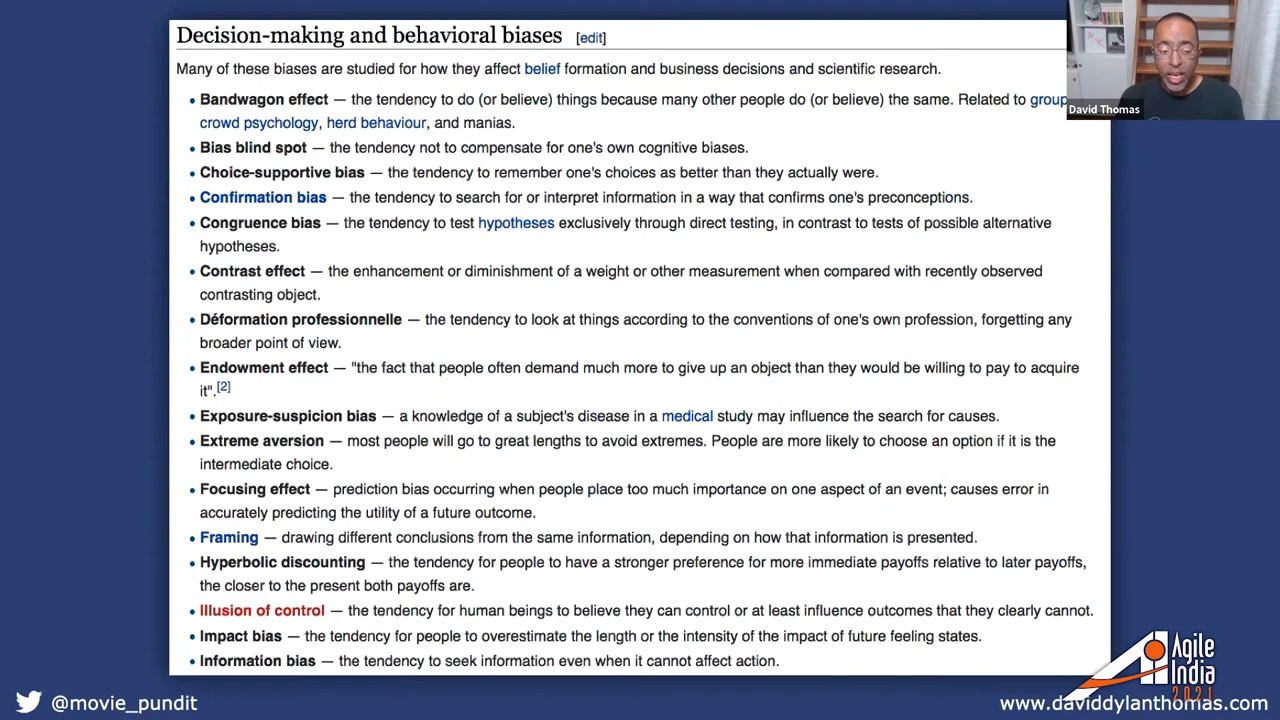 Decision-making and behavioral biases [edit]
Many of these biases are studied for how they affect belief formation and business decisions and scientific research.
• Bandwagon effect — the tendency to do (or believe) things because many other people do (or believe) the same. Related to group
crowd psychology, herd behaviour, and manias.
• Bias blind spot — the tendency not to compensate for one's own cognitive biases.
• Choice-supportive bias — the tendency to remember one's choices as better than they actually were.
• Confirmation bias — the tendency to search for or interpret information in a way that confirms one's preconceptions.
• Congruence bias — the tendency to test hypotheses exclusively through direct testing, in contrast to tests of possible alternative
hypotheses.
• Contrast effect — the enhancement or diminishment of a weight or other measurement when compared with recently observed
contrasting object.
• Déformation professionnelle — the tendency to look at things according to the conventions of one's own profession, forgetting any
broader point of view.
• Endowment effect — "the fact that people often demand much more to give up an object than they would be willing to pay to acquire
it".[2]
• Exposure-suspicion bias — a knowledge of a subject's disease in a medical study may influence the search for causes.
• Extreme aversion — most people will go to great lengths to avoid extremes. People are more likely to choose an option if it is the
intermediate choice.
• Focusing effect — prediction bias occurring when people place too much importance on one aspect of an event; causes error in
accurately predicting the utility of a future outcome.
• Framing — drawing different conclusions from the same information, depending on how that information is presented.
• Hyperbolic discounting — the tendency for people to have a stronger preference for more immediate payoffs relative to later payoffs,
the closer to the present both payoffs are.
• Illusion of control — the tendency for human beings to believe they can control or at least influence outcomes that they clearly cannot.
• Impact bias — the tendency for people to overestimate the length or the intensity of the impact of future feeling states.
• Information bias — the tendency to seek information even when it cannot affect action.
David Thomas
Agile
India
2021
@movie_pundit
www.daviddylanthomas.com